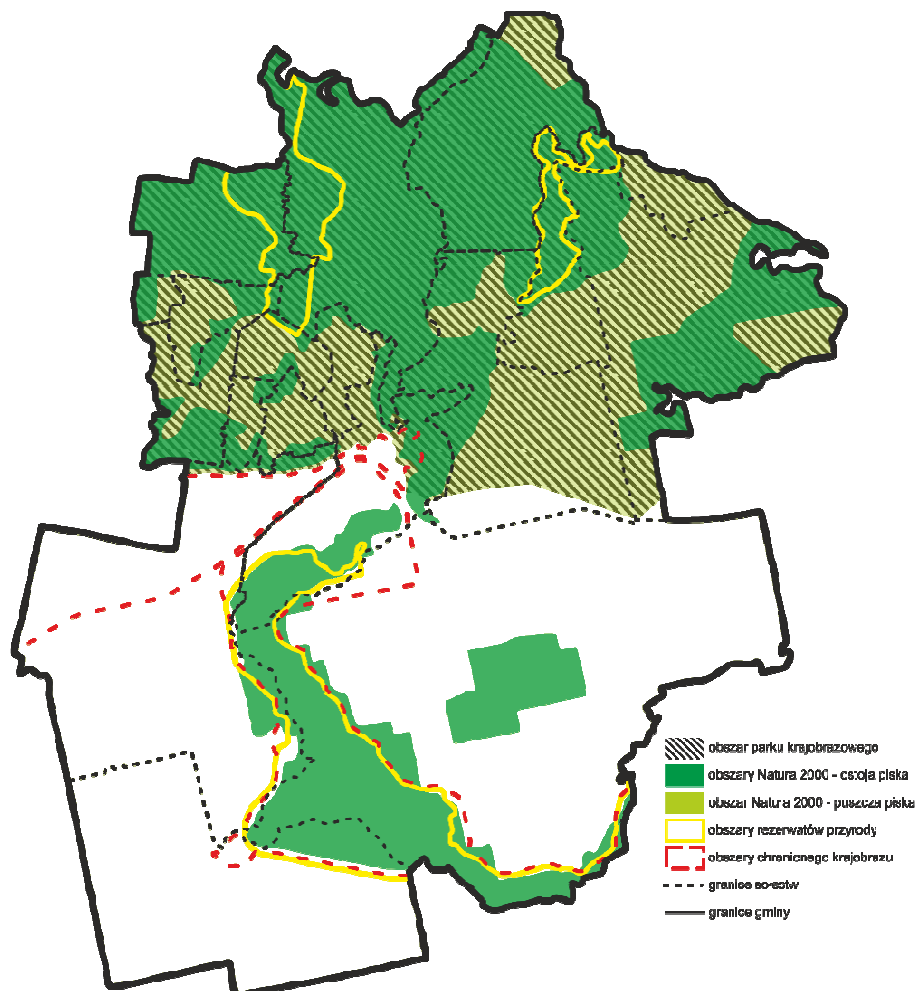 obszar parku krajobrazowego
obszary Natura 2000 - ostoja piska
obszar Natura 2000 - puszcza piska
obszary rezerwatów przyrody
obszary chronionego krajobrazu
granice sołectw
granice gminy